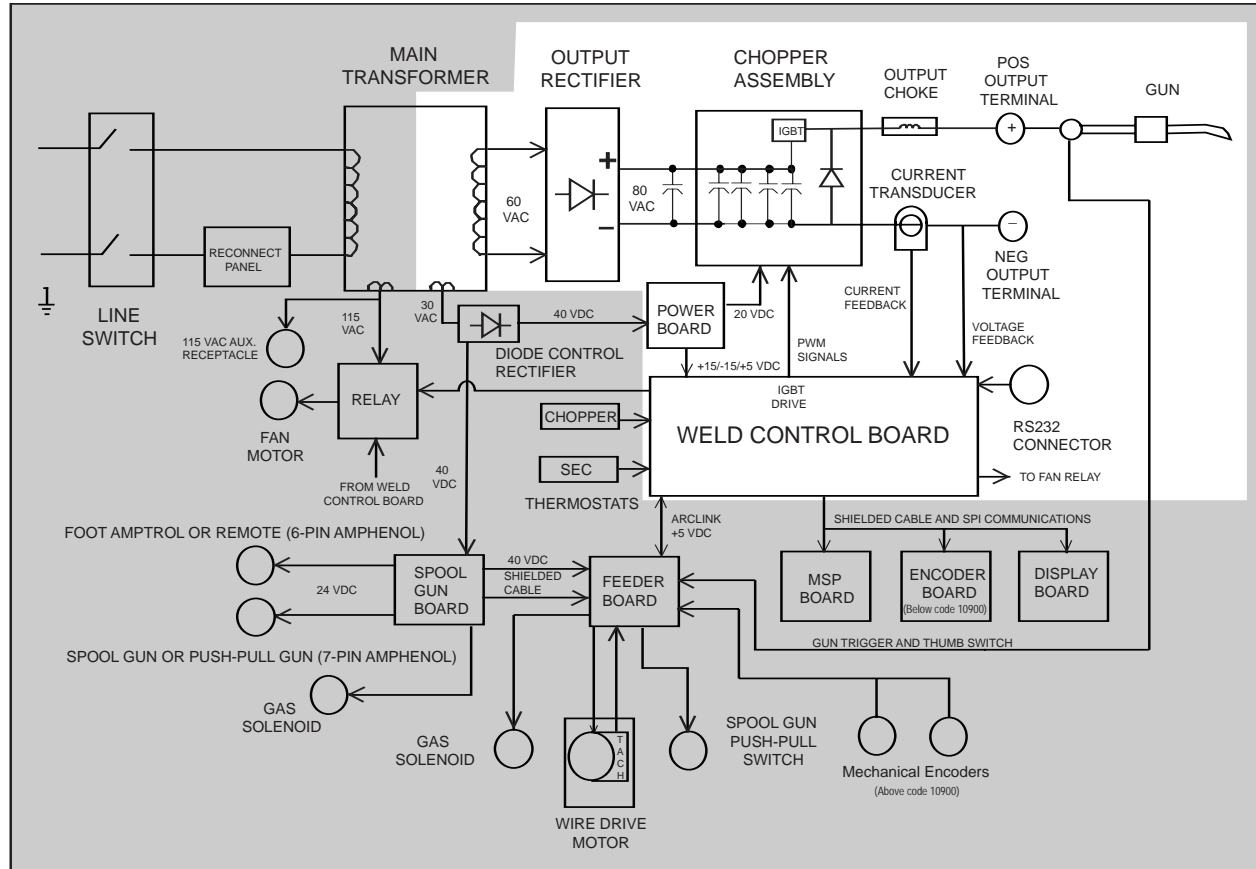 MAIN
TRANSFORMER
OUTPUT
RECTIFIER
CHOPPER
ASSEMBLY
OUTPUT
CHOKE
POS
OUTPUT
TERMINAL
GUN
IGBT
+
+
−
60
VAC
80
VAC
CURRENT
TRANSDUCER
−
NEG
OUTPUT
TERMINAL
RECONNECT
PANEL
LINE
SWITCH
115 VAC AUX.
RECEPTACLE
115
VAC
30
VAC
40 VDC
DIODE CONTROL
RECTIFIER
POWER
BOARD
20 VDC
+15/-15/+5 VDC
PWM
SIGNALS
CURRENT
FEEDBACK
VOLTAGE
FEEDBACK
FAN
MOTOR
RELAY
FROM WELD
CONTROL BOARD
40
VDC
CHOPPER
SEC
THERMOSTATS
IGBT
DRIVE
WELD CONTROL BOARD
RS232
CONNECTOR
TO FAN RELAY
ARCLINK
+5 VDC
SHIELDED CABLE AND SPI COMMUNICATIONS
FOOT AMPTROL OR REMOTE (6-PIN AMPHENOL)
24 VDC
SPOOL
GUN
BOARD
40 VDC
SHIELDED
CABLE
FEEDER
BOARD
MSP
BOARD
ENCODER
BOARD
(Below code 10900)
DISPLAY
BOARD
GUN TRIGGER AND THUMB SWITCH
SPOOL GUN OR PUSH-PULL GUN (7-PIN AMPHENOL)
GAS
SOLENOID
GAS
SOLENOID
TACH
WIRE DRIVE
MOTOR
SPOOL GUN
PUSH-PULL
SWITCH
Mechanical Encoders
(Above code 10900)